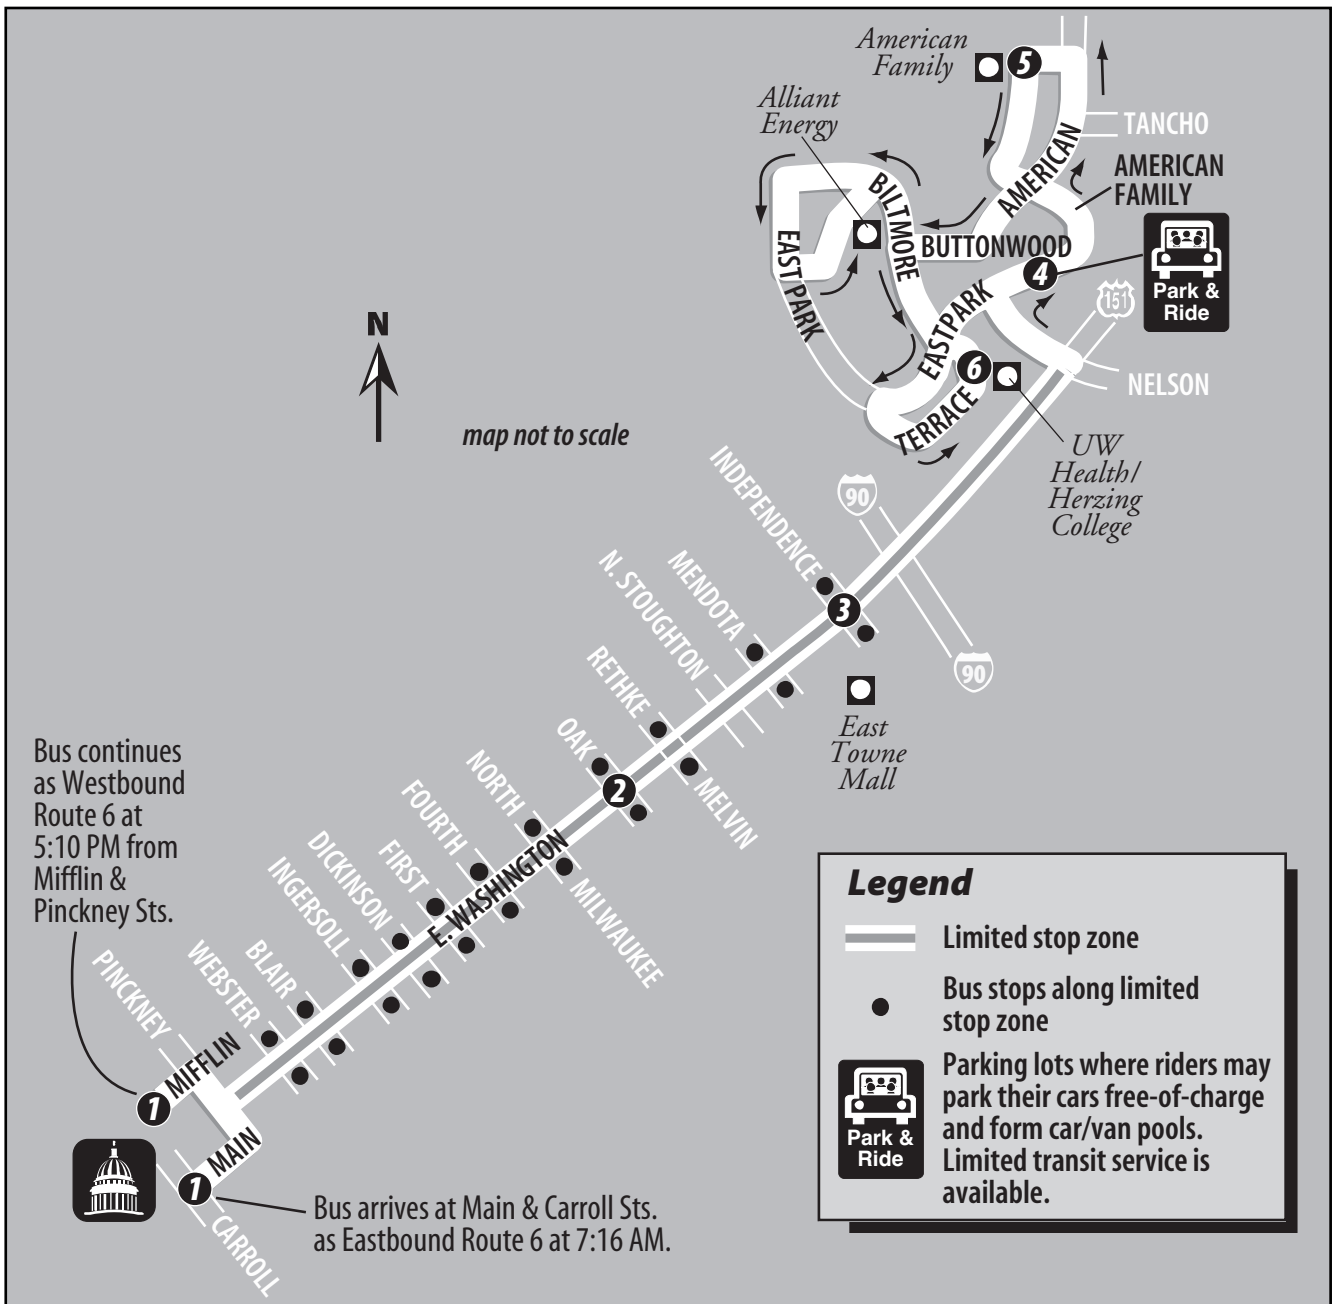 American
Family
5
Alliant
Energy
TANCHO
AMERICAN
AMERICAN
FAMILY
BILTMORE
EAST PARK
BUTTONWOOD
4
Park &
Ride
151
EASTPARK
N
6
NELSON
TERRACE
map not to scale
UW
Health/
Herzing
College
INDEPENDENCE
90
N. STOUGHTON
MENDOTA
3
RETHKE
90
East
Towne
Mall
OAK
2
NORTH
MELVIN
FOURTH
FIRST
DICKINSON
INGERSOLL
E. WASHINGTON
MILWAUKEE
BLAIR
WEBSTER
PINCKNEY
Bus continues
as Westbound
Route 6 at
5:10 PM from
Mifflin &
Pinckney Sts.
MIFFLIN
1
MAIN
1
CARROLL
Bus arrives at Main & Carroll Sts.
as Eastbound Route 6 at 7:16 AM.
Legend
Limited stop zone
Bus stops along limited
stop zone
Park &
Ride
Parking lots where riders may
park their cars free-of-charge
and form car/van pools.
Limited transit service is
available.